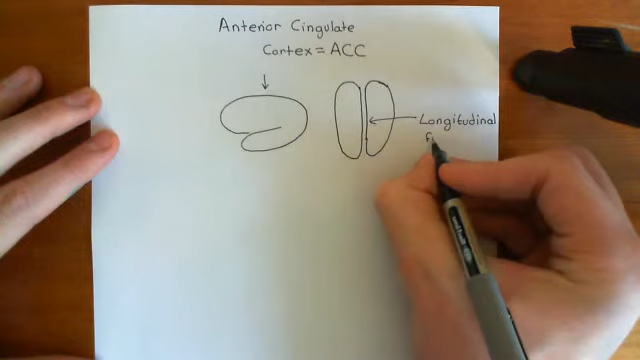 Anterior Cingulate
Cortex = ACC
Longitudinal
f